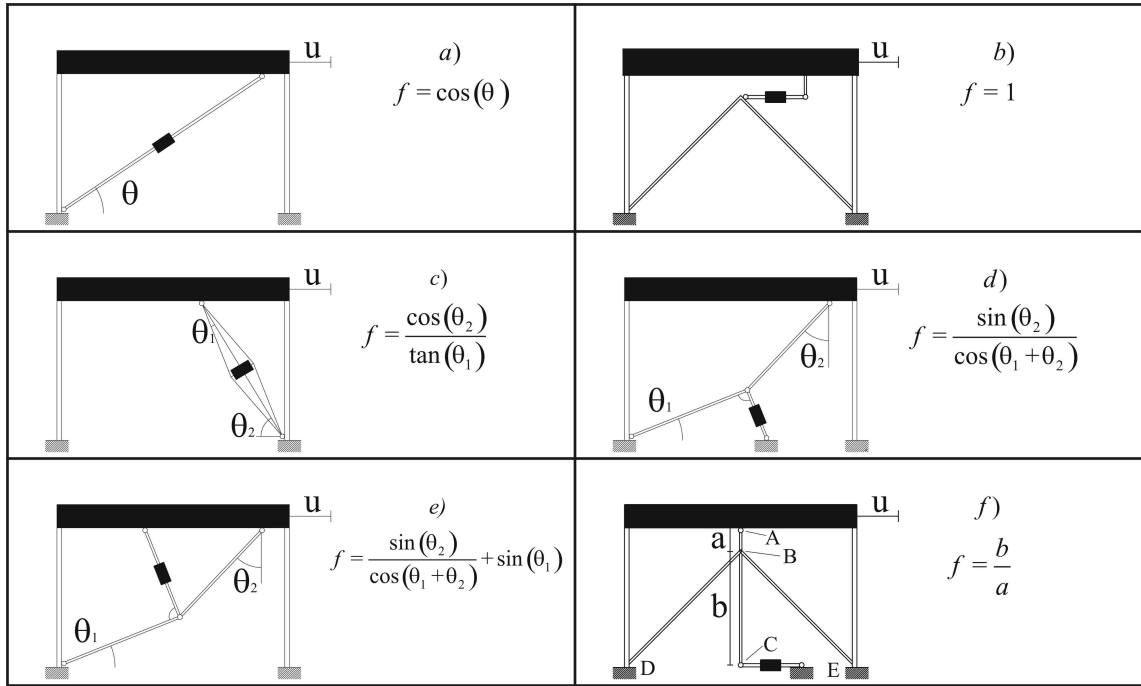 u
a)
f = cos(θ)
θ
u
b)
f = 1
u
c)
f = cos(θ₂) / tan(θ₁)
θ₁
θ₂
u
d)
f = sin(θ₂) / cos(θ₁ + θ₂)
θ₂
θ₁
u
e)
f = sin(θ₂) / cos(θ₁ + θ₂) + sin(θ₁)
θ₂
θ₁
u
f)
f = b / a
A
a
B
b
C
D
E